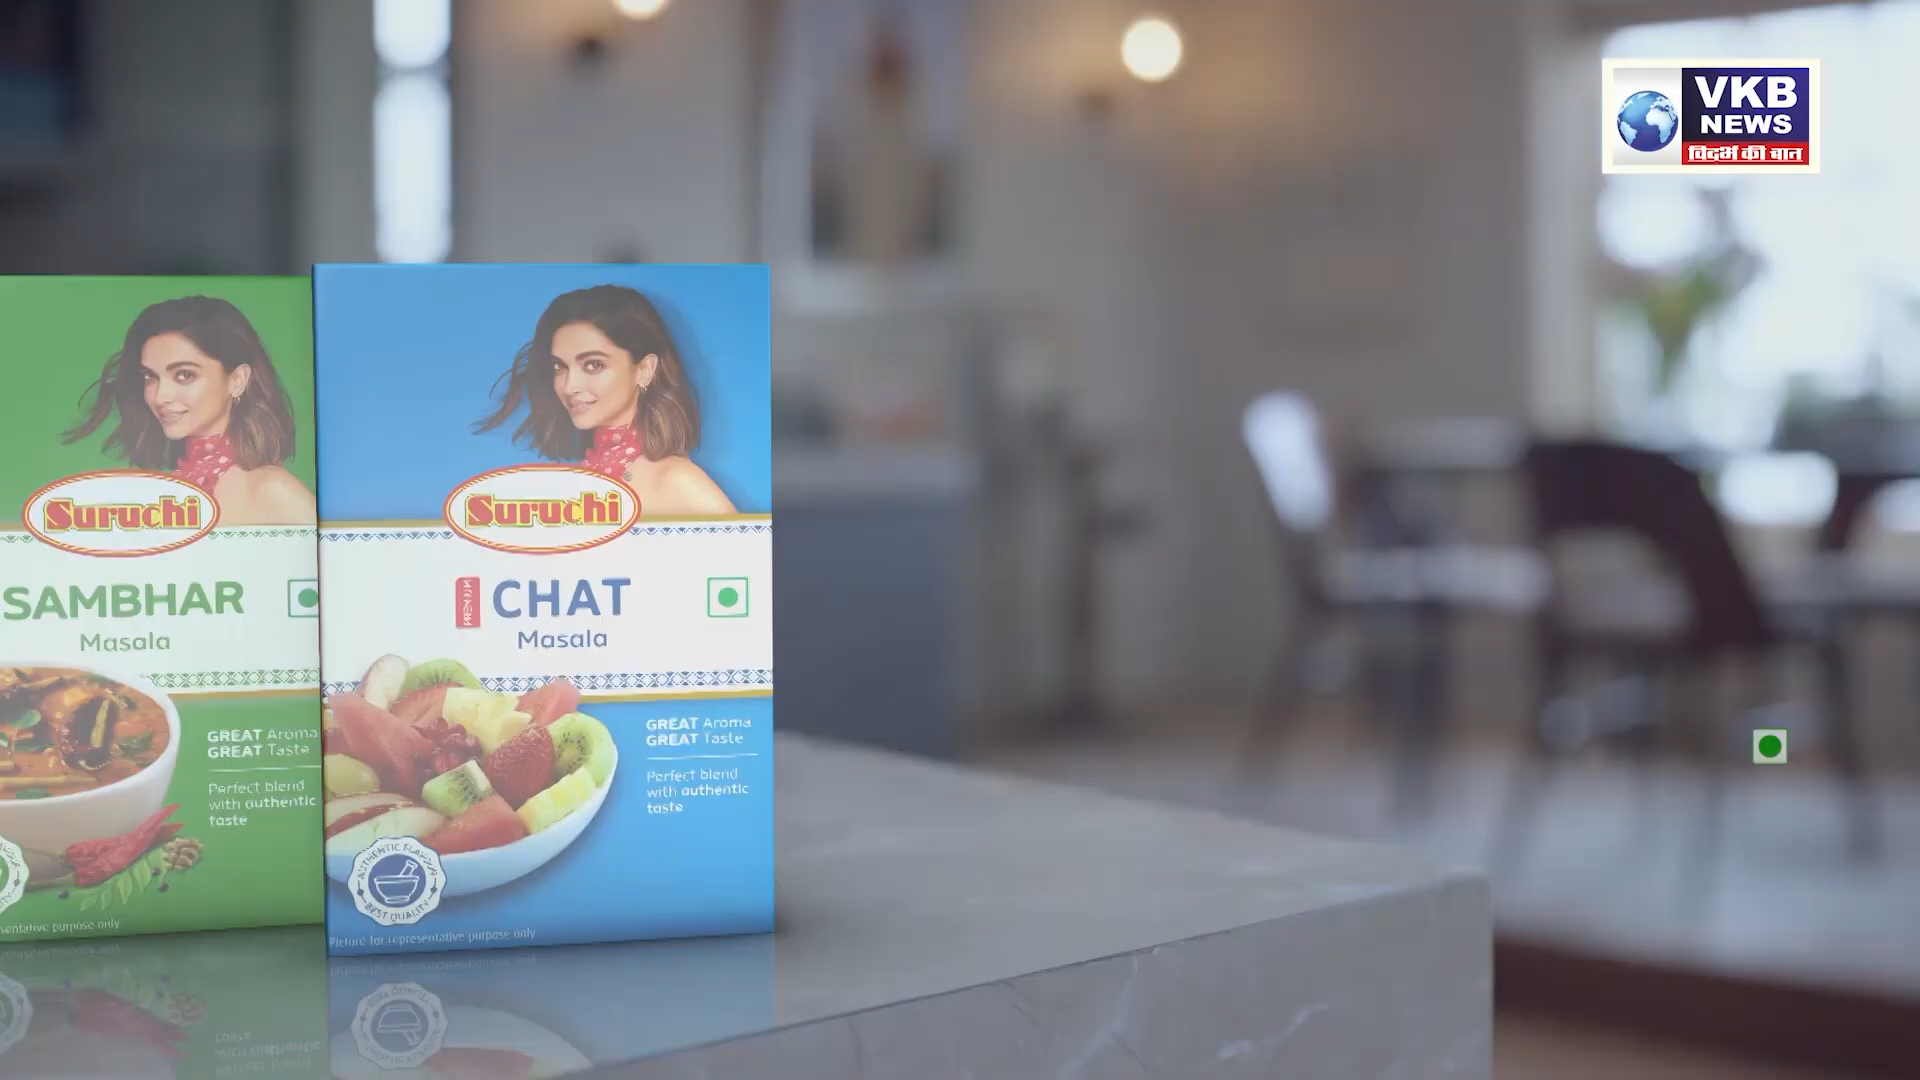 VKB
NEWS
विदर्भ की बान
Suruchi
SAMBHAR
Masala
GREAT Aroma
GREAT Taste
Perfect blend
with authentic
taste
sentative purpose only
Suruchi
CHAT
Masala
GREAT Aroma
GREAT Taste
Perfect blend
with authentic
taste
AUTHENTIC FLAVOUR
BEST QUALITY
Picture for representative purpose only